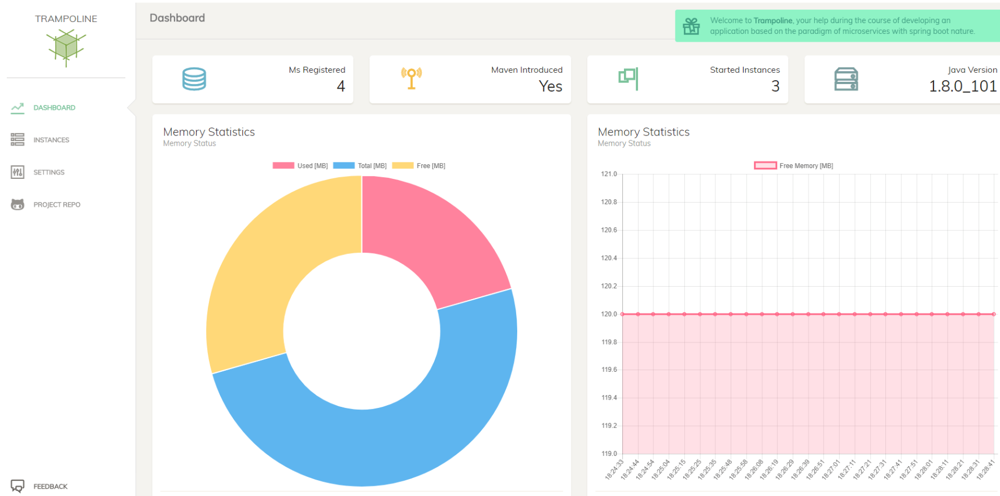 TRAMPOLINE
DASHBOARD
INSTANCES
SETTINGS
PROJECT REPO
FEEDBACK
Dashboard
Welcome to Trampoline, your help during the course of developing an
application based on the paradigm of microservices with spring boot nature.
Ms Registered
4
Maven Introduced
Yes
Started Instances
3
Java Version
1.8.0_101
Memory Statistics
Memory Status
Used [MB] Total [MB] Free [MB]
Memory Statistics
Memory Status
Free Memory [MB]
121.0
120.8
120.6
120.4
120.2
120.0
119.8
119.6
119.4
119.2
119.0
18:24:33
18:24:44
18:24:54
18:25:04
18:25:15
18:25:25
18:25:35
18:25:48
18:25:58
18:26:08
18:26:19
18:26:29
18:26:39
18:26:51
18:27:01
18:27:11
18:27:21
18:27:31
18:27:41
18:27:51
18:28:01
18:28:11
18:28:21
18:28:31
18:28:41